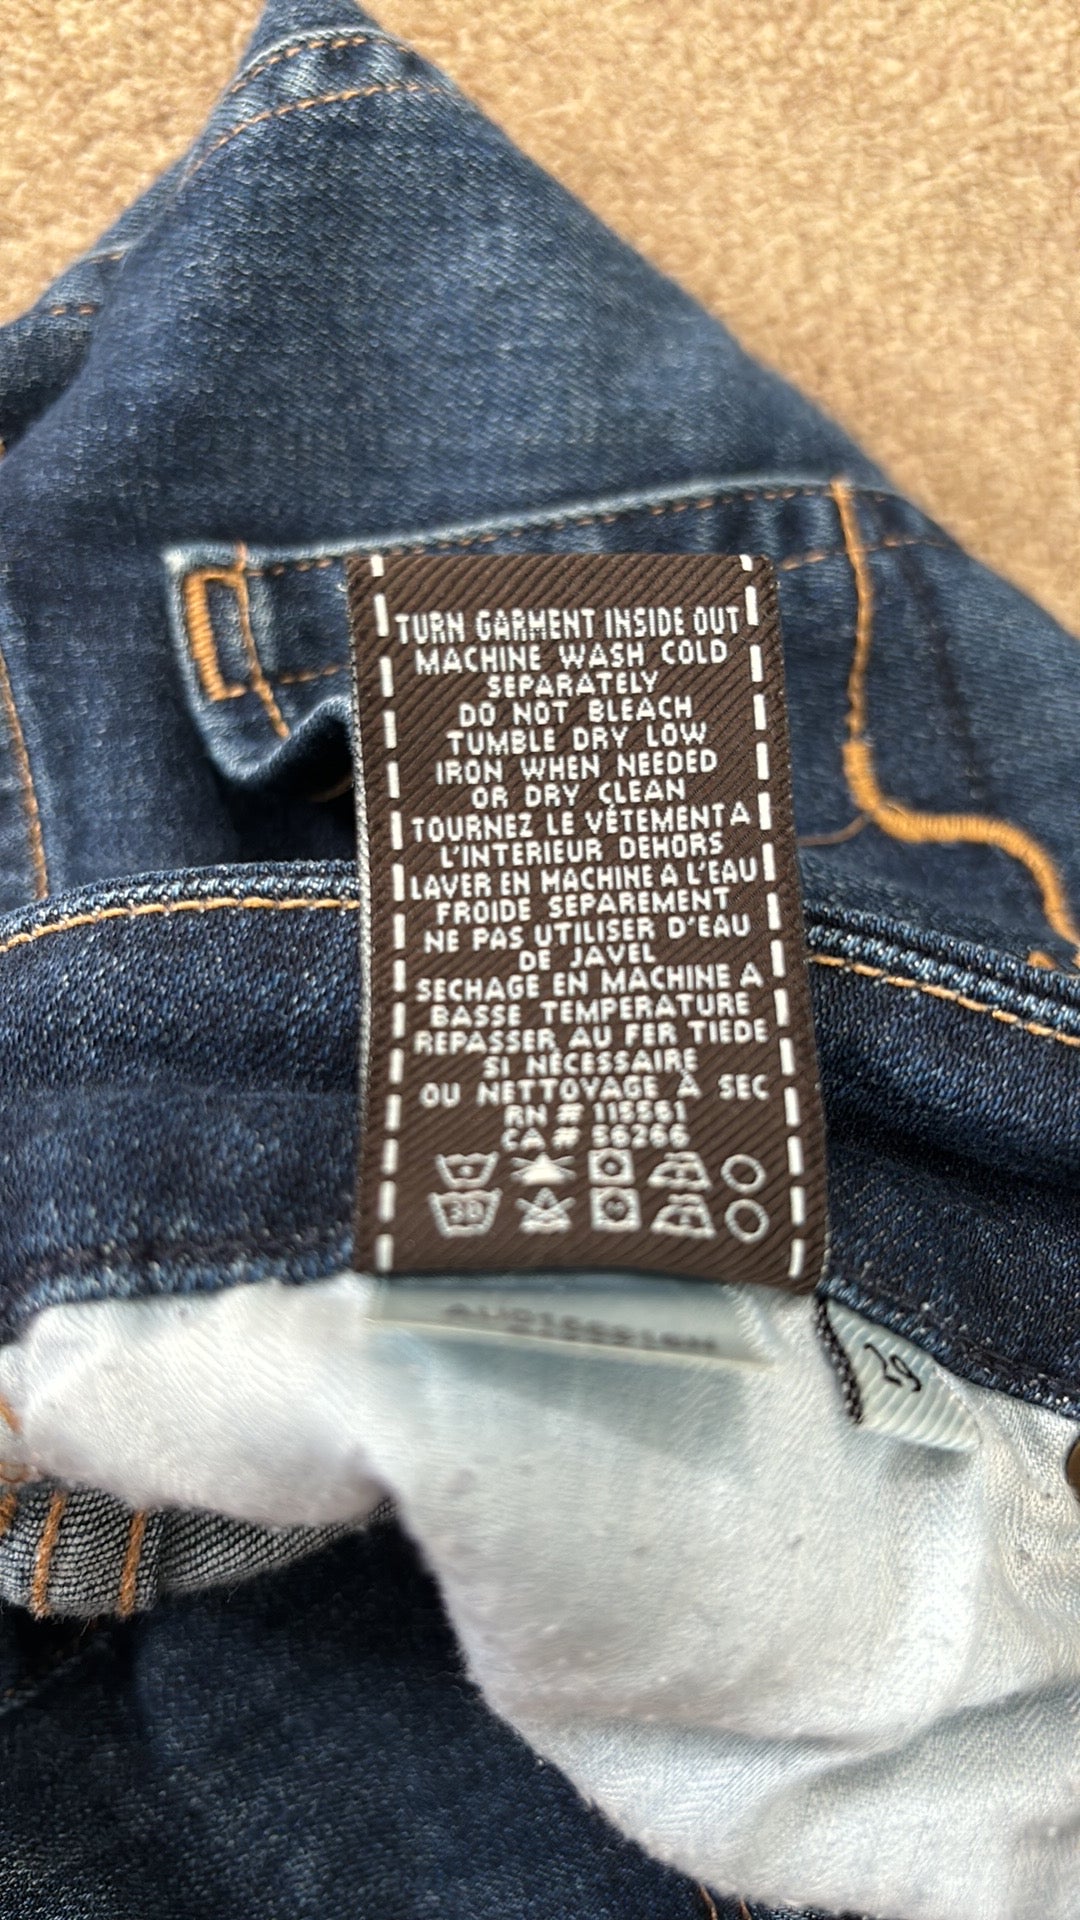 TURN GARMENT INSIDE OUT
MACHINE WASH COLD
SEPARATELY
DO NOT BLEACH
TUMBLE DRY LOW
IRON WHEN NEEDED
OR DRY CLEAN
TOURNEZ LE VÊTEMENT A
L'INTERIEUR DEHORS
LAVER EN MACHINE A L'EAU
FROIDE SEPAREMENT
NE PAS UTILISER D'EAU
DE JAVEL
SECHAGE EN MACHINE A
BASSE TEMPERATURE
REPASSER AU FER TIEDE
SI NÉCESSAIRE
OU NETTOYAGE À SEC
RN # 115561
CA # 56266
30
29